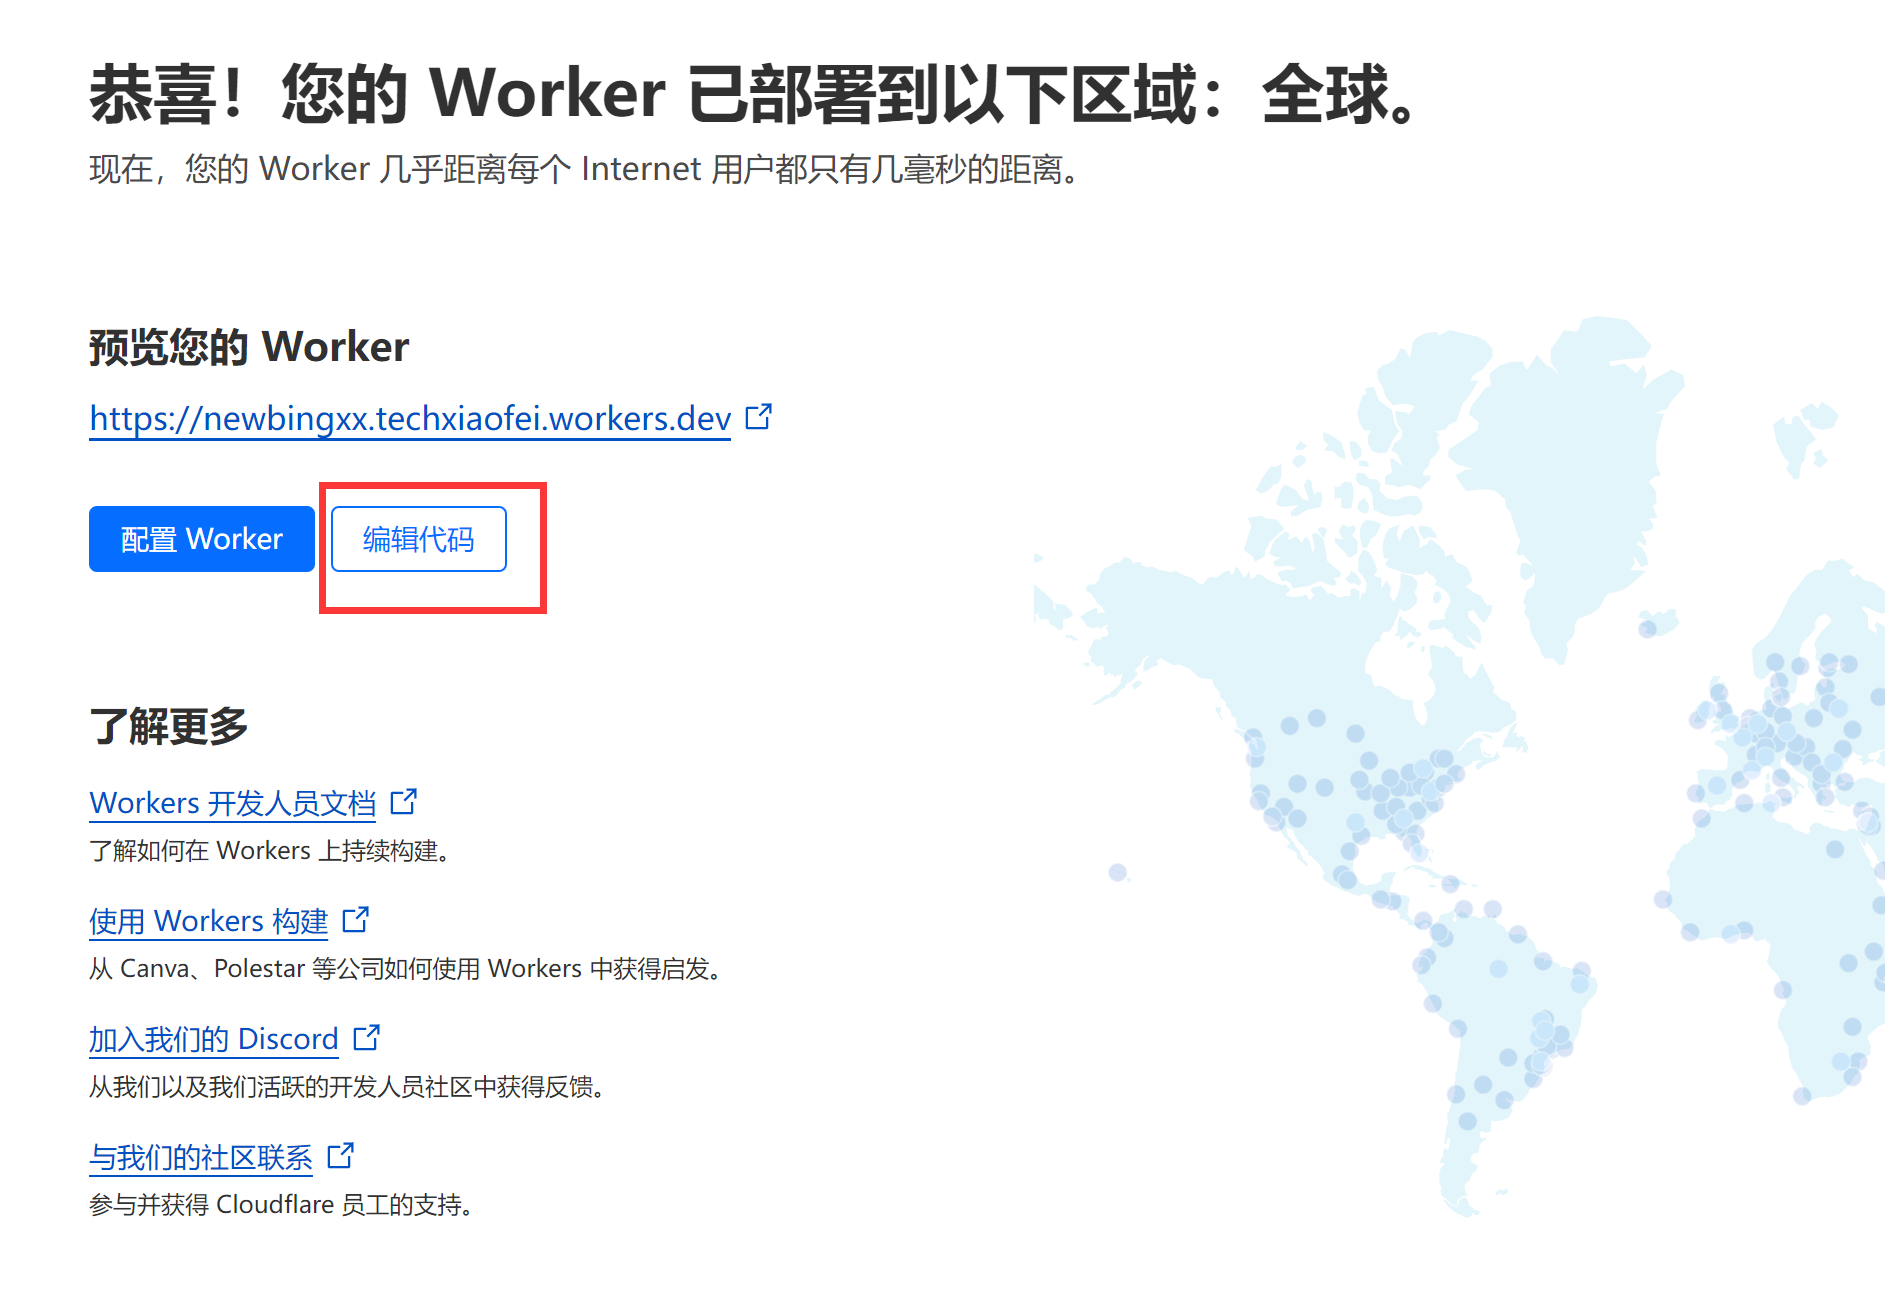 恭喜！您的 Worker 已部署到以下区域：全球。
现在，您的 Worker 几乎距离每个 Internet 用户都只有几毫秒的距离。
预览您的 Worker
https://newbingxx.techxiaofei.workers.dev
配置 Worker
编辑代码
了解更多
Workers 开发人员文档
了解如何在 Workers 上持续构建。
使用 Workers 构建
从 Canva、Polestar 等公司如何使用 Workers 中获得启发。
加入我们的 Discord
从我们以及我们活跃的开发人员社区中获得反馈。
与我们的社区联系
参与并获得 Cloudflare 员工的支持。